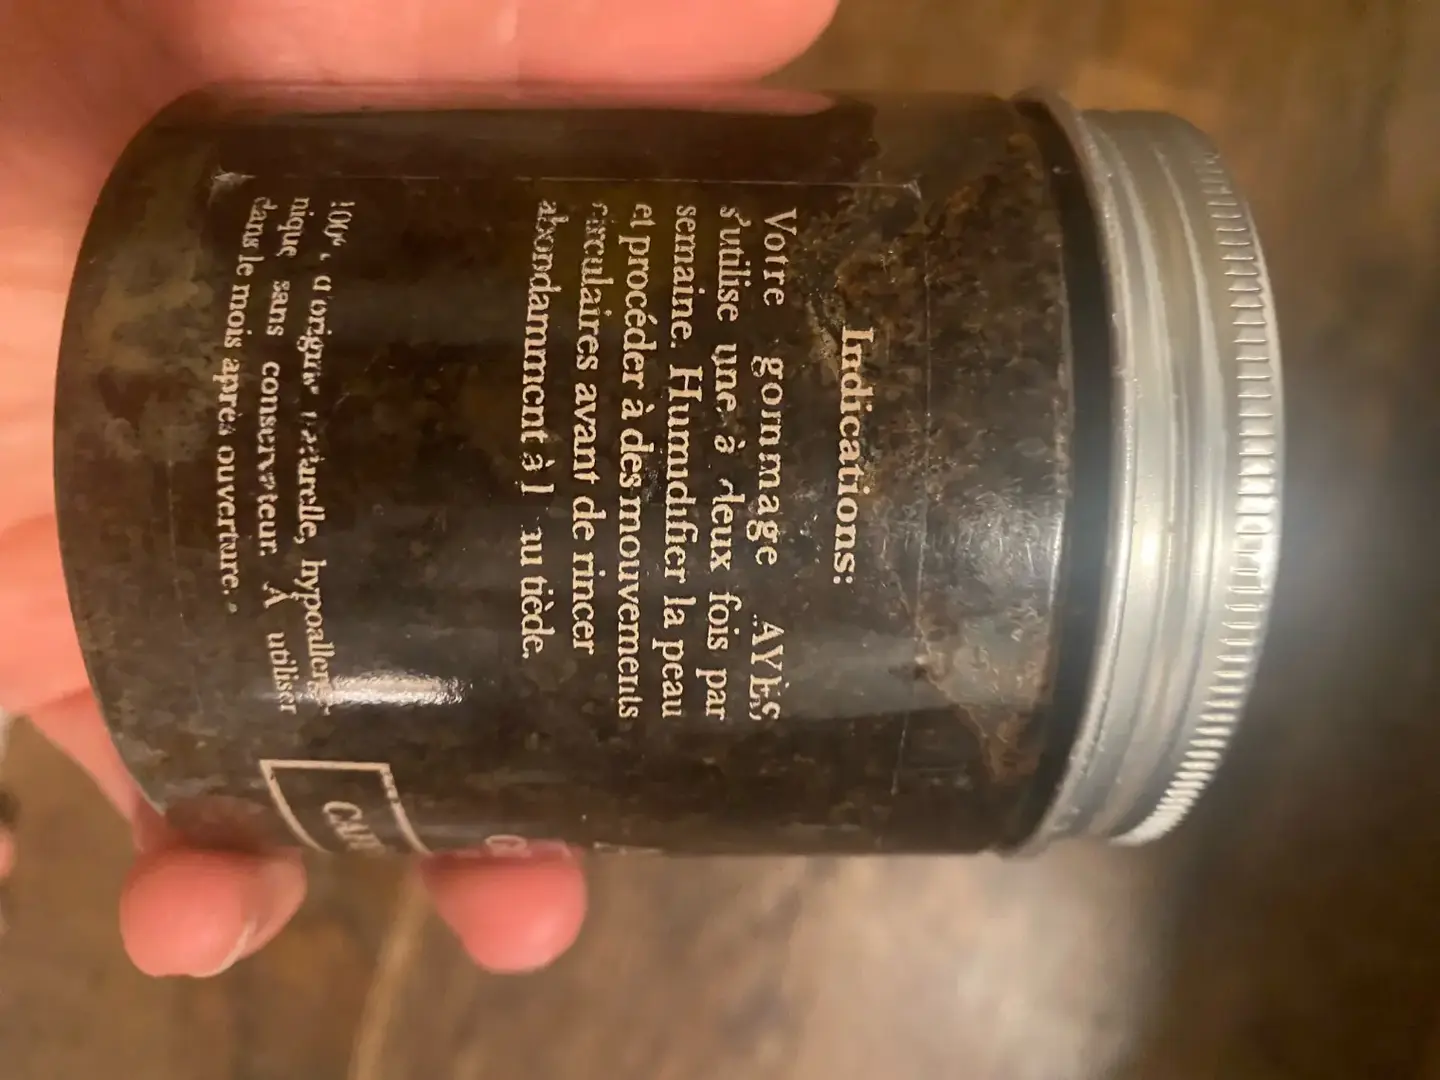 Indications:
Votre gommage AYÈS
s'utilise une à deux fois par
semaine. Humidifier la peau
et procéder à des mouvements
circulaires avant de rincer
abondamment à l'eau tiède.
100% d'origine naturelle, hypoaller-
nique, sans conservateur. À utiliser
dans le mois après ouverture.